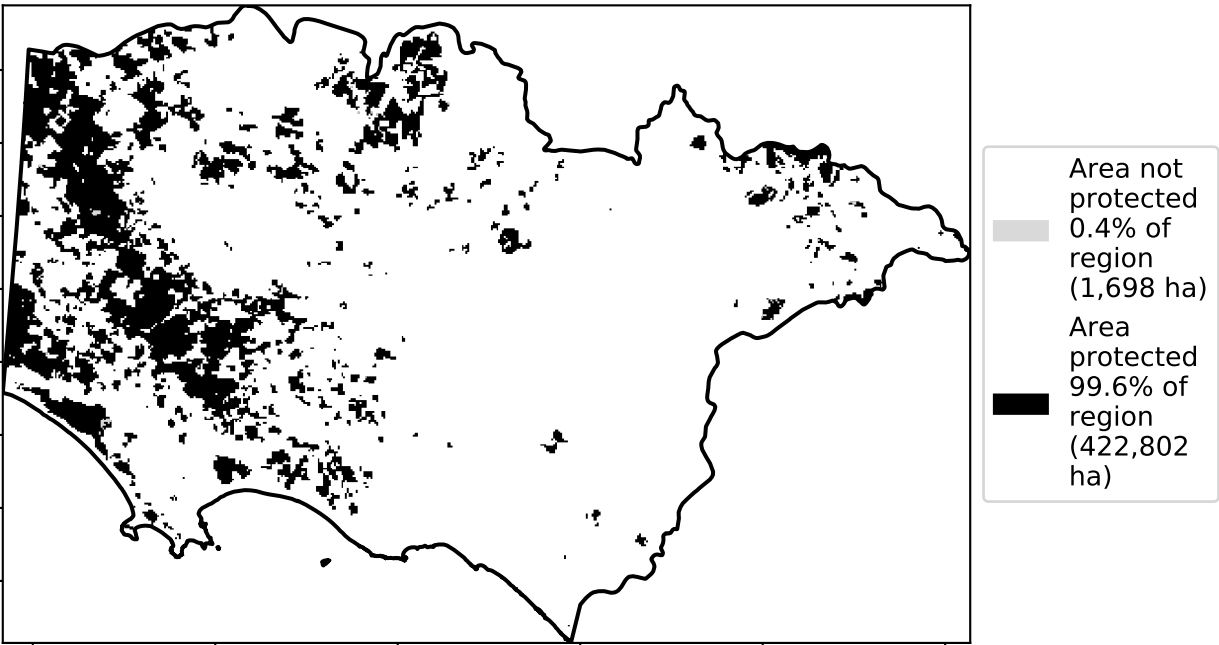 Area not
protected
0.4% of
region
(1,698 ha)
Area
protected
99.6% of
region
(422,802
ha)